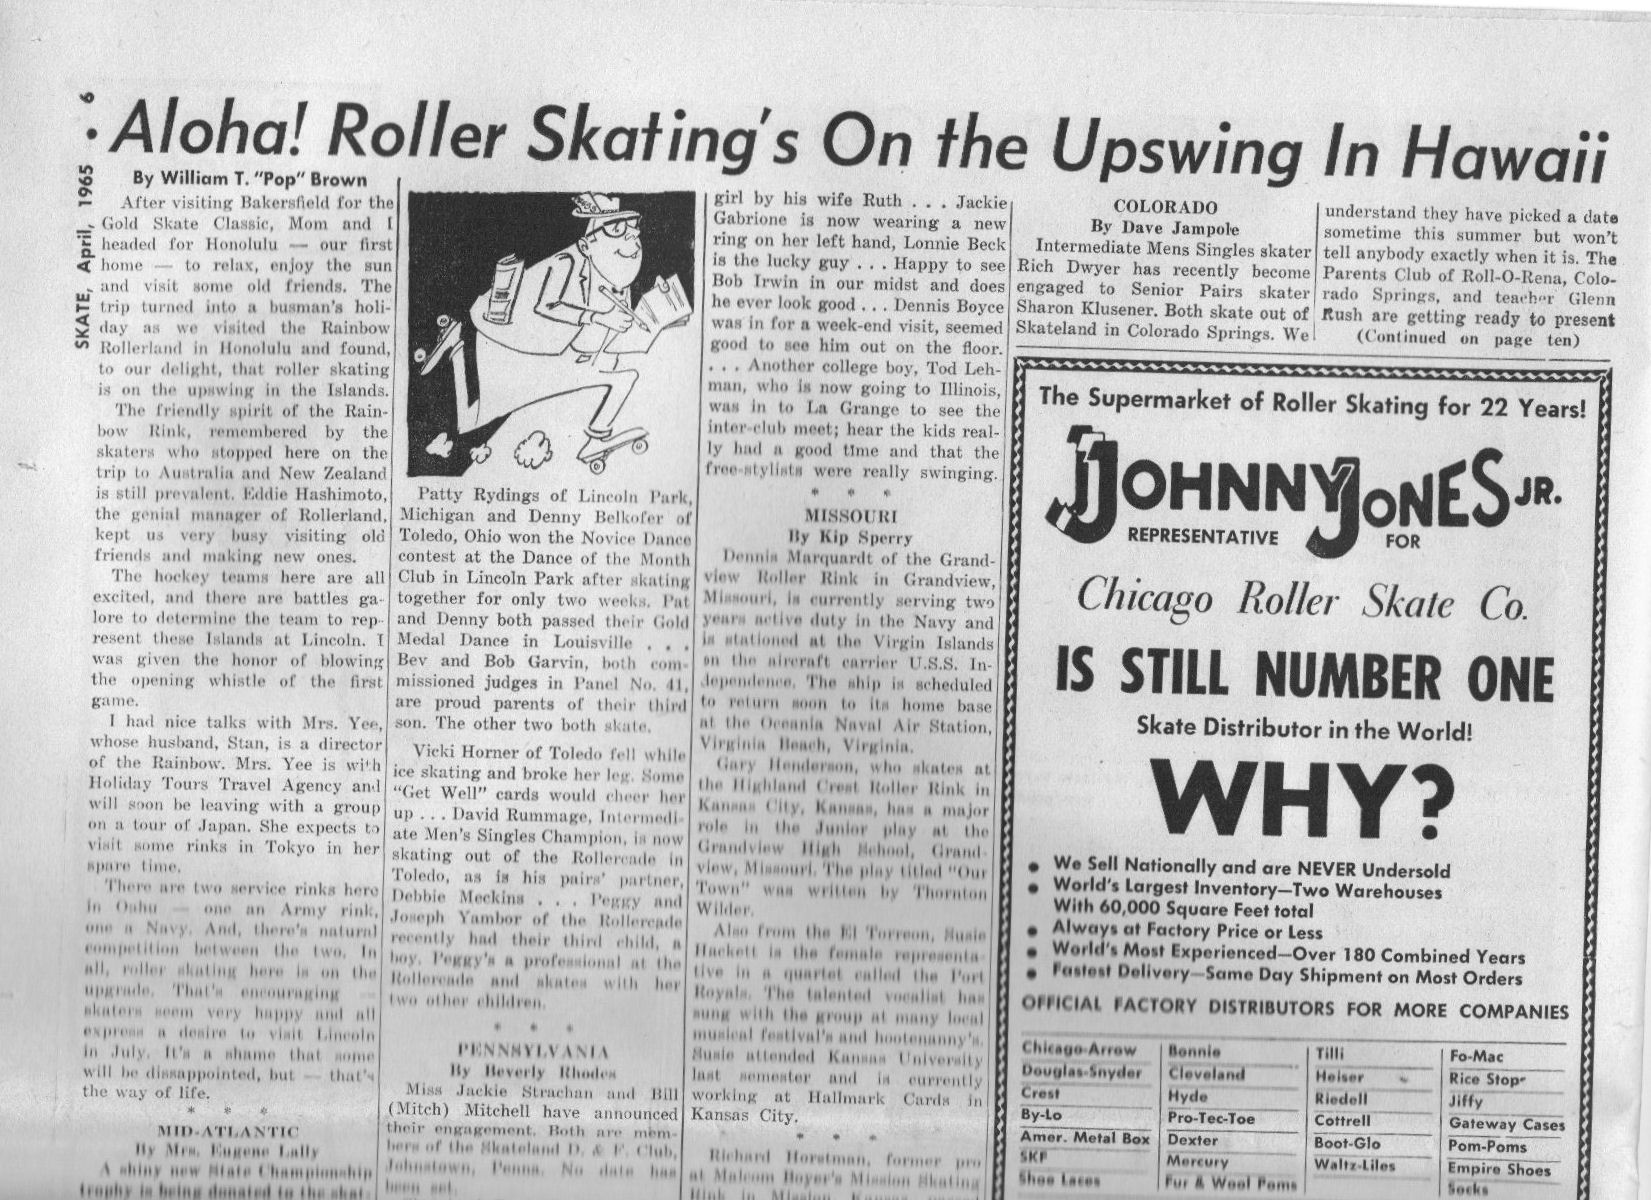 SKATE, April, 1965 • 6
Aloha! Roller Skating's On the Upswing In Hawaii
By William T. "Pop" Brown
After visiting Bakersfield for the
Gold Skate Classic, Mom and I
headed for Honolulu — our first
home — to relax, enjoy the sun
and visit some old friends. The
trip turned into a busman's holi-
day as we visited the Rainbow
Rollerland in Honolulu and found,
to our delight, that roller skating
is on the upswing in the Islands.
The friendly spirit of the Rain-
bow Rink, remembered by the
skaters who stopped here on the
trip to Australia and New Zealand
is still prevalent. Eddie Hashimoto,
the genial manager of Rollerland,
kept us very busy visiting old
friends and making new ones.
The hockey teams here are all
excited, and there are battles ga-
lore to determine the team to rep-
resent these Islands at Lincoln. I
was given the honor of blowing
the opening whistle of the first
game.
I had nice talks with Mrs. Yee,
whose husband, Stan, is a director
of the Rainbow. Mrs. Yee is with
Holiday Tours Travel Agency and
will soon be leaving with a group
on a tour of Japan. She expects to
visit some rinks in Tokyo in her
spare time.
There are two service rinks here
in Oahu — one an Army rink,
one a Navy. And, there's natural
competition between the two. In
all, roller skating here is on the
upgrade. That's encouraging —
skaters seem very happy and all
express a desire to visit Lincoln
in July. It's a shame that some
will be dissappointed, but — that's
the way of life.
* * *
MID-ATLANTIC
By Mrs. Eugene Lally
A shiny new State Championship
trophy is being donated to the skat-
Patty Rydings of Lincoln Park,
Michigan and Denny Belkofer of
Toledo, Ohio won the Novice Dance
contest at the Dance of the Month
Club in Lincoln Park after skating
together for only two weeks. Pat
and Denny both passed their Gold
Medal Dance in Louisville . . .
Bev and Bob Garvin, both com-
missioned judges in Panel No. 41,
are proud parents of their third
son. The other two both skate.
Vicki Horner of Toledo fell while
ice skating and broke her leg. Some
"Get Well" cards would cheer her
up . . . David Rummage, Intermedi-
ate Men's Singles Champion, is now
skating out of the Rollercade in
Toledo, as is his pairs' partner,
Debbie Meckins . . . Peggy and
Joseph Yambor of the Rollercade
recently had their third child, a
boy. Peggy's a professional at the
Rollercade and skates with her
two other children.
* * *
PENNSYLVANIA
By Beverly Rhodes
Miss Jackie Strachan and Bill
(Mitch) Mitchell have announced
their engagement. Both are mem-
bers of the Skateland D. & F. Club,
Johnstown, Penna. No date has
been set.
girl by his wife Ruth . . . Jackie
Gabrione is now wearing a new
ring on her left hand, Lonnie Beck
is the lucky guy . . . Happy to see
Bob Irwin in our midst and does
he ever look good . . . Dennis Boyce
was in for a week-end visit, seemed
good to see him out on the floor.
. . . Another college boy, Tod Leh-
man, who is now going to Illinois,
was in to La Grange to see the
inter-club meet; hear the kids real-
ly had a good time and that the
free-stylists were really swinging.
* * *
MISSOURI
By Kip Sperry
Dennis Marquardt of the Grand-
view Roller Rink in Grandview,
Missouri, is currently serving two
years active duty in the Navy and
is stationed at the Virgin Islands
on the aircraft carrier U.S.S. In-
dependence. The ship is scheduled
to return soon to its home base
at the Oceania Naval Air Station,
Virginia Beach, Virginia.
Gary Henderson, who skates at
the Highland Crest Roller Rink in
Kansas City, Kansas, has a major
role in the Junior play at the
Grandview High School, Grand-
view, Missouri. The play titled "Our
Town" was written by Thornton
Wilder.
Also from the El Torreon, Susie
Hackett is the female representa-
tive in a quartet called the Port
Royals. The talented vocalist has
sung with the group at many local
musical festival's and hootenanny's.
Susie attended Kansas University
last semester and is currently
working at Hallmark Cards in
Kansas City.
* * *
Richard Horstman, former pro
at Malcom Boyer's Mission Skating
Rink in Mission, Kansas
COLORADO
By Dave Jampole
Intermediate Mens Singles skater
Rich Dwyer has recently become
engaged to Senior Pairs skater
Sharon Klusener. Both skate out of
Skateland in Colorado Springs. We
understand they have picked a date
sometime this summer but won't
tell anybody exactly when it is. The
Parents Club of Roll-O-Rena, Colo-
rado Springs, and teacher Glenn
Rush are getting ready to present
(Continued on page ten)
The Supermarket of Roller Skating for 22 Years!
JOHNNY JONES JR.
REPRESENTATIVE FOR
Chicago Roller Skate Co.
IS STILL NUMBER ONE
Skate Distributor in the World!
WHY?
• We Sell Nationally and are NEVER Undersold
• World's Largest Inventory—Two Warehouses
With 60,000 Square Feet total
• Always at Factory Price or Less
• World's Most Experienced—Over 180 Combined Years
• Fastest Delivery—Same Day Shipment on Most Orders
OFFICIAL FACTORY DISTRIBUTORS FOR MORE COMPANIES
Chicago-Arrow
Douglas-Snyder
Crest
By-Lo
Amer. Metal Box
SKF
Shoe Laces
Bonnie
Cleveland
Hyde
Pro-Tec-Toe
Dexter
Mercury
Fur & Wool Poms
Tilli
Heiser
Riedell
Cottrell
Boot-Glo
Waltz-Liles
Fo-Mac
Rice Stop
Jiffy
Gateway Cases
Pom-Poms
Empire Shoes
Socks